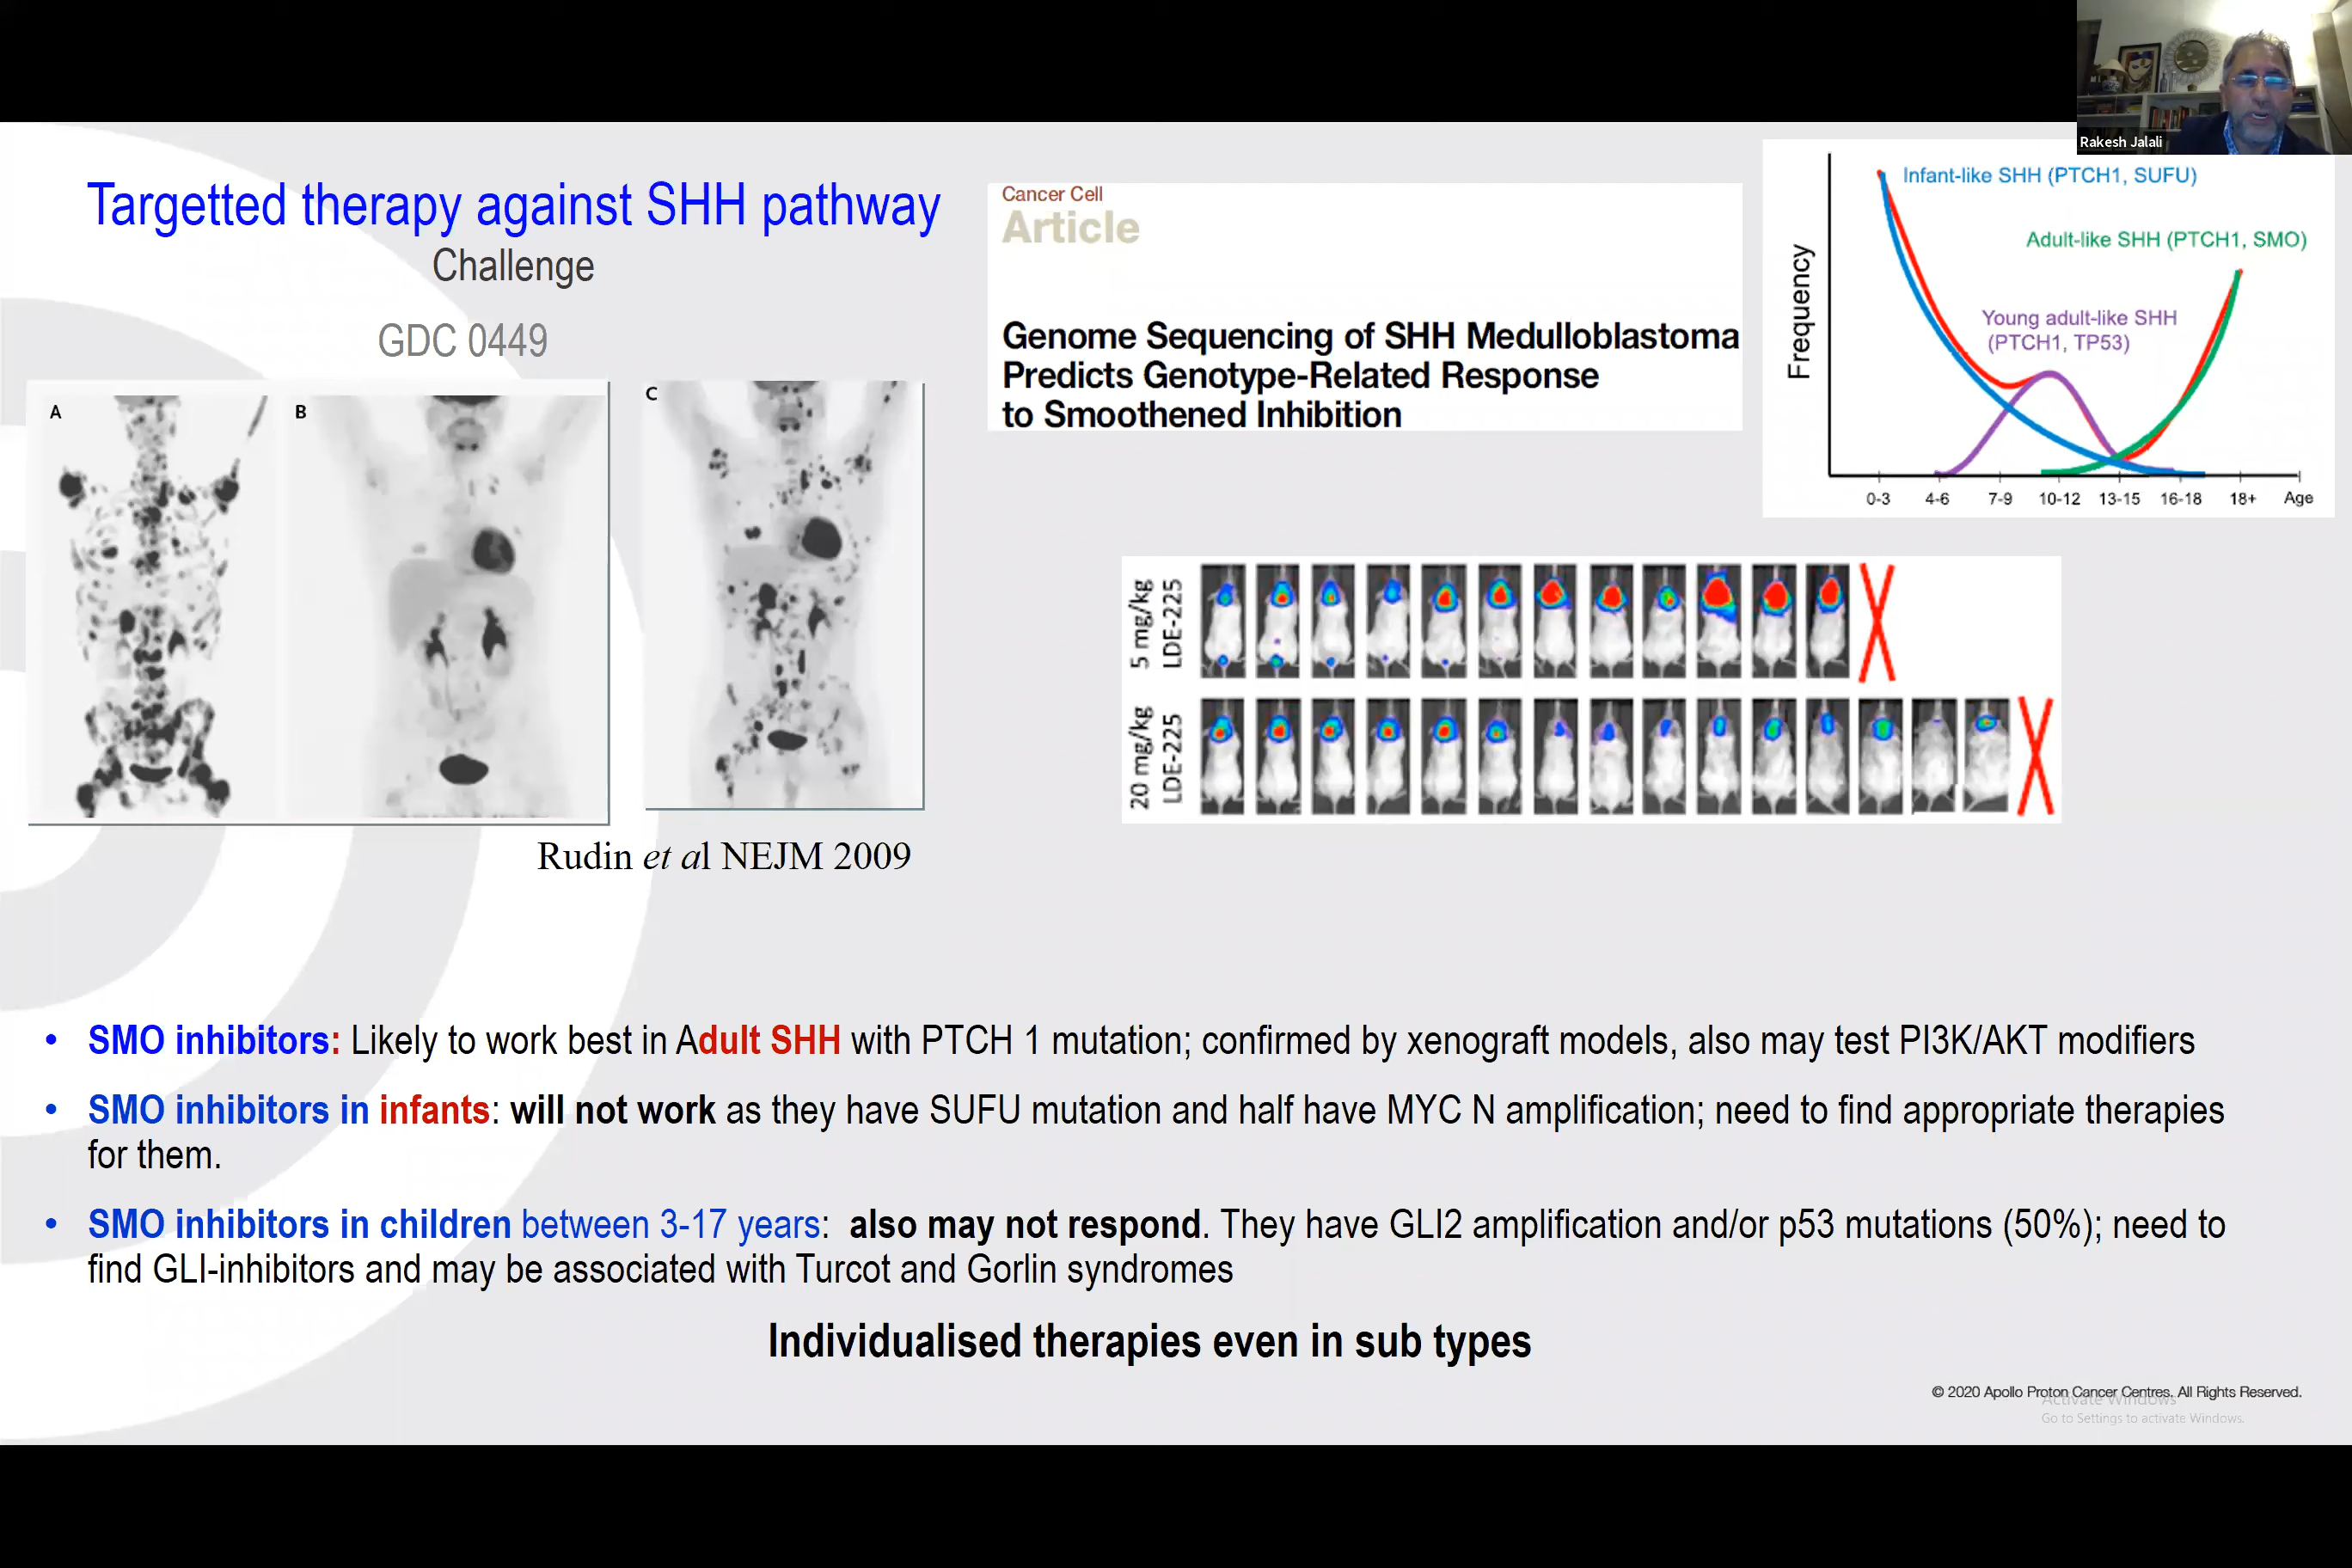 Rakesh Jalali
Targetted therapy against SHH pathway
Challenge
GDC 0449
A
B
C
Rudin et al NEJM 2009
Cancer Cell
Article
Genome Sequencing of SHH Medulloblastoma
Predicts Genotype-Related Response
to Smoothened Inhibition
Frequency
Infant-like SHH (PTCH1, SUFU)
Adult-like SHH (PTCH1, SMO)
Young adult-like SHH
(PTCH1, TP53)
0-3 4-6 7-9 10-12 13-15 16-18 18+ Age
5 mg/kg
LDE-225
20 mg/kg
LDE-225
• SMO inhibitors: Likely to work best in Adult SHH with PTCH 1 mutation; confirmed by xenograft models, also may test PI3K/AKT modifiers
• SMO inhibitors in infants: will not work as they have SUFU mutation and half have MYC N amplification; need to find appropriate therapies
for them.
• SMO inhibitors in children between 3-17 years: also may not respond. They have GLI2 amplification and/or p53 mutations (50%); need to
find GLI-inhibitors and may be associated with Turcot and Gorlin syndromes
Individualised therapies even in sub types
© 2020 Apollo Proton Cancer Centres. All Rights Reserved.
Activate Windows
Go to Settings to activate Windows.